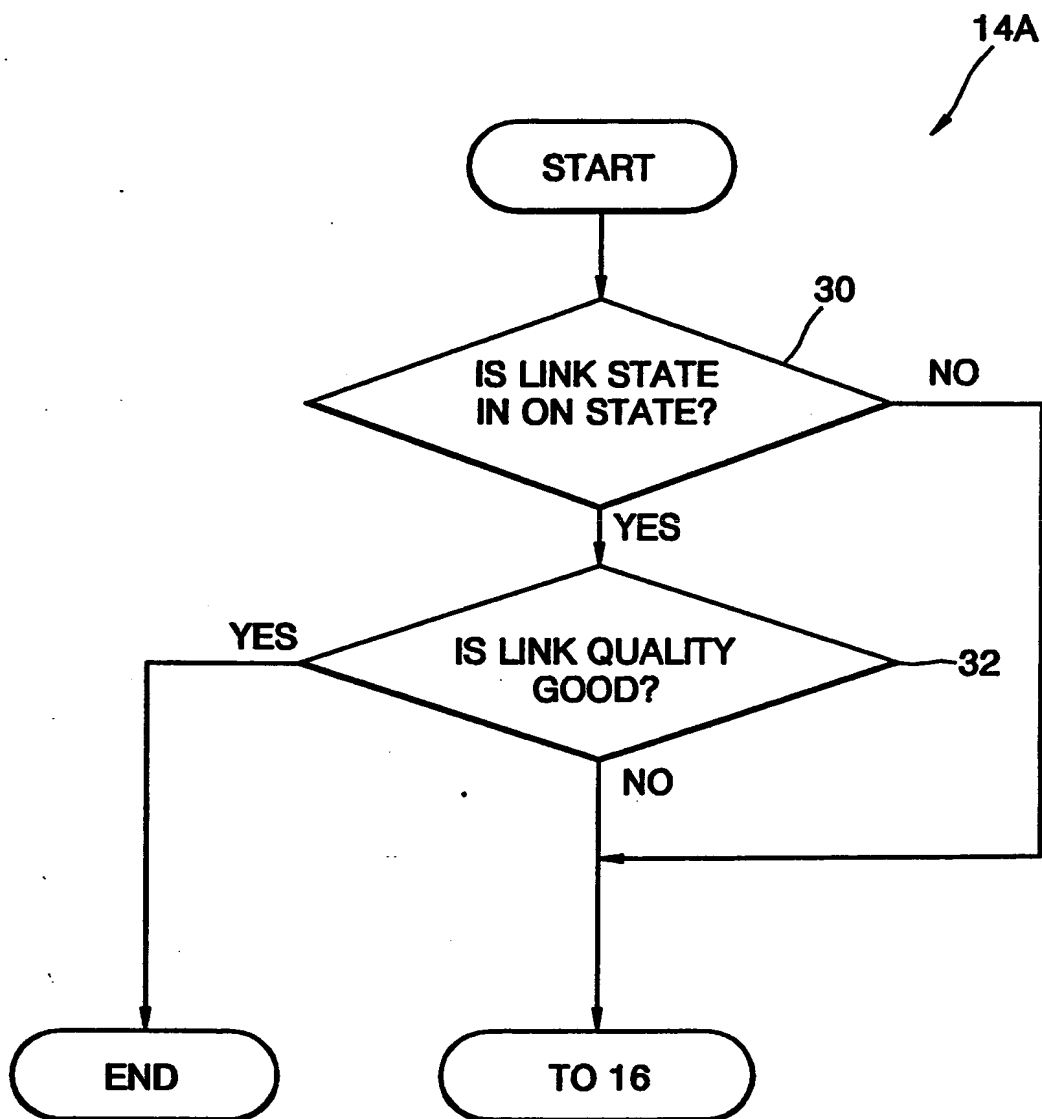 14A
START
30
IS LINK STATE
IN ON STATE?
NO
YES
YES
IS LINK QUALITY
GOOD?
32
NO
END
TO 16